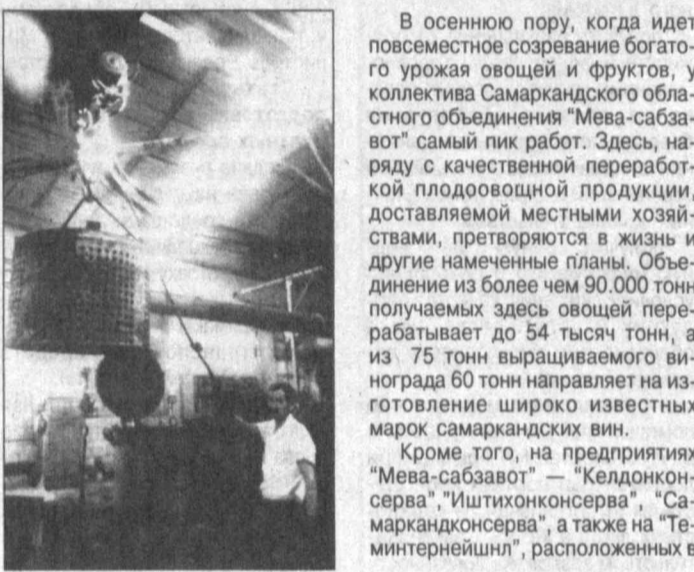 В осеннюю пору, когда идет
повсеместное созревание богато-
го урожая овощей и фруктов, у
коллектива Самаркандского обла-
стного объединения "Мева-сабза-
вот" самый пик работ. Здесь, на-
ряду с качественной переработ-
кой плодоовощной продукции,
доставляемой местными хозяй-
ствами, претворяются в жизнь и
другие намеченные планы. Объе-
динение из более чем 90.000 тонн
получаемых здесь овощей пере-
рабатывает до 54 тысяч тонн, а
из 75 тонн выращиваемого ви-
нограда 60 тонн направляет на из-
готовление широко известных
марок самаркандских вин.
Кроме того, на предприятиях
"Мева-сабзавот" — "Келдонкон-
серва","Иштихонконсерва", "Са-
маркандконсерва", а также на "Те-
минтернейшнл", расположенных в